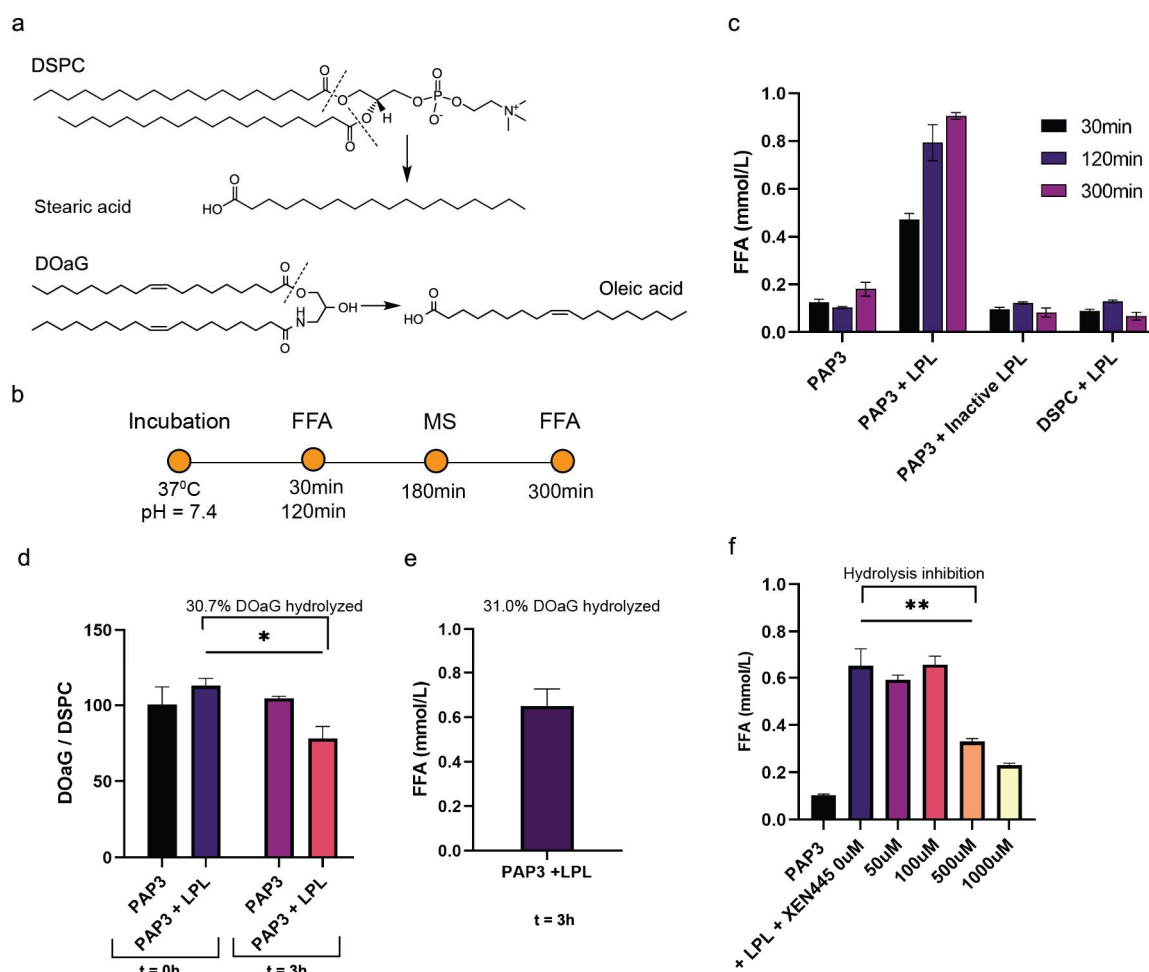 a
DSPC
O
O
O
H
O
O
P
O
O-
O
N+
Stearic acid
O
HO
DOaG
O
O
OH
H
N
O
Oleic acid
O
HO
b
Incubation
FFA
MS
FFA
37⁰C
pH = 7.4
30min
120min
180min
300min
c
FFA (mmol/L)
1.0
0.8
0.6
0.4
0.2
0.0
30min
120min
300min
PAP3
PAP3 + LPL
PAP3 + Inactive LPL
DSPC + LPL
d
30.7% DOaG hydrolyzed
*
DOaG / DSPC
150
100
50
0
PAP3
PAP3 + LPL
PAP3
PAP3 + LPL
t = 0h
t = 3h
e
31.0% DOaG hydrolyzed
FFA (mmol/L)
1.0
0.8
0.6
0.4
0.2
0.0
PAP3 +LPL
t = 3h
f
Hydrolysis inhibition
**
FFA (mmol/L)
1.0
0.8
0.6
0.4
0.2
0.0
PAP3
+ LPL + XEN445 0uM
50uM
100uM
500uM
1000uM